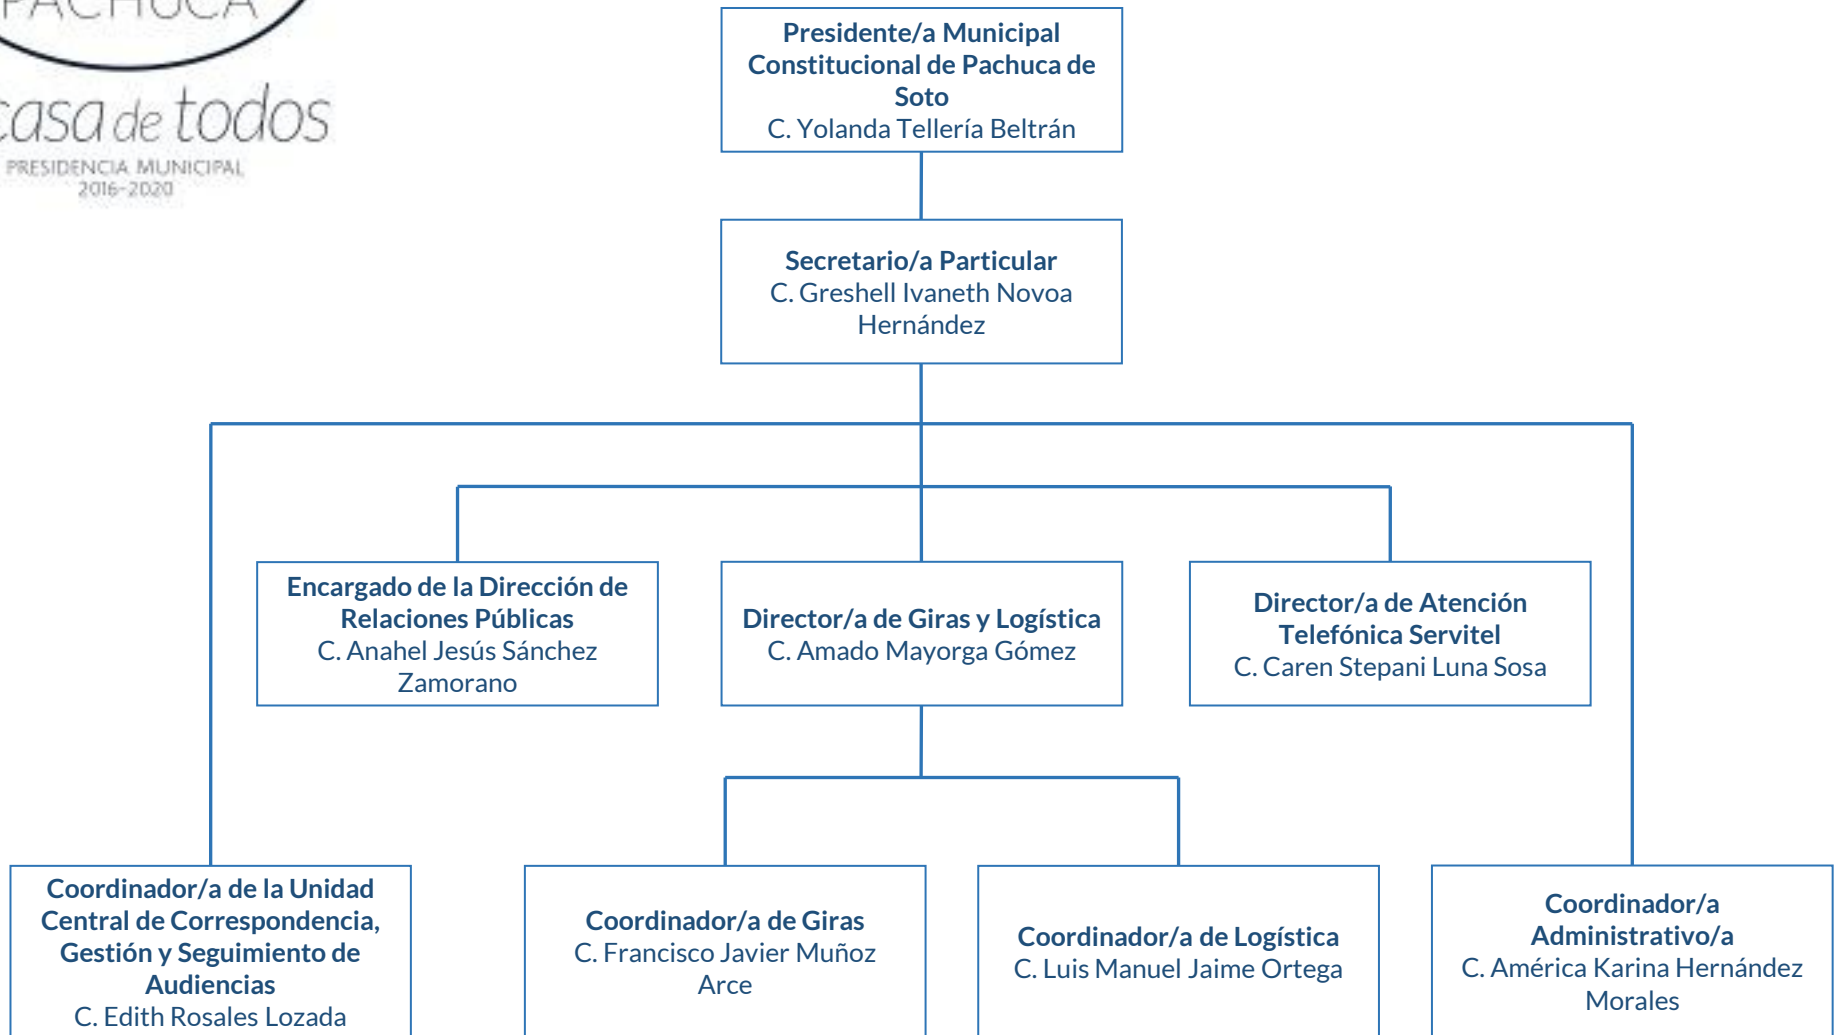 PACHUCA
casa de todos
PRESIDENCIA MUNICIPAL
2016-2020
Presidente/a Municipal
Constitucional de Pachuca de
Soto
C. Yolanda Tellería Beltrán
Secretario/a Particular
C. Greshell Ivaneth Novoa
Hernández
Encargado de la Dirección de
Relaciones Públicas
C. Anahel Jesús Sánchez
Zamorano
Director/a de Giras y Logística
C. Amado Mayorga Gómez
Director/a de Atención
Telefónica Servitel
C. Caren Stepani Luna Sosa
Coordinador/a de la Unidad
Central de Correspondencia,
Gestión y Seguimiento de
Audiencias
C. Edith Rosales Lozada
Coordinador/a de Giras
C. Francisco Javier Muñoz
Arce
Coordinador/a de Logística
C. Luis Manuel Jaime Ortega
Coordinador/a
Administrativo/a
C. América Karina Hernández
Morales